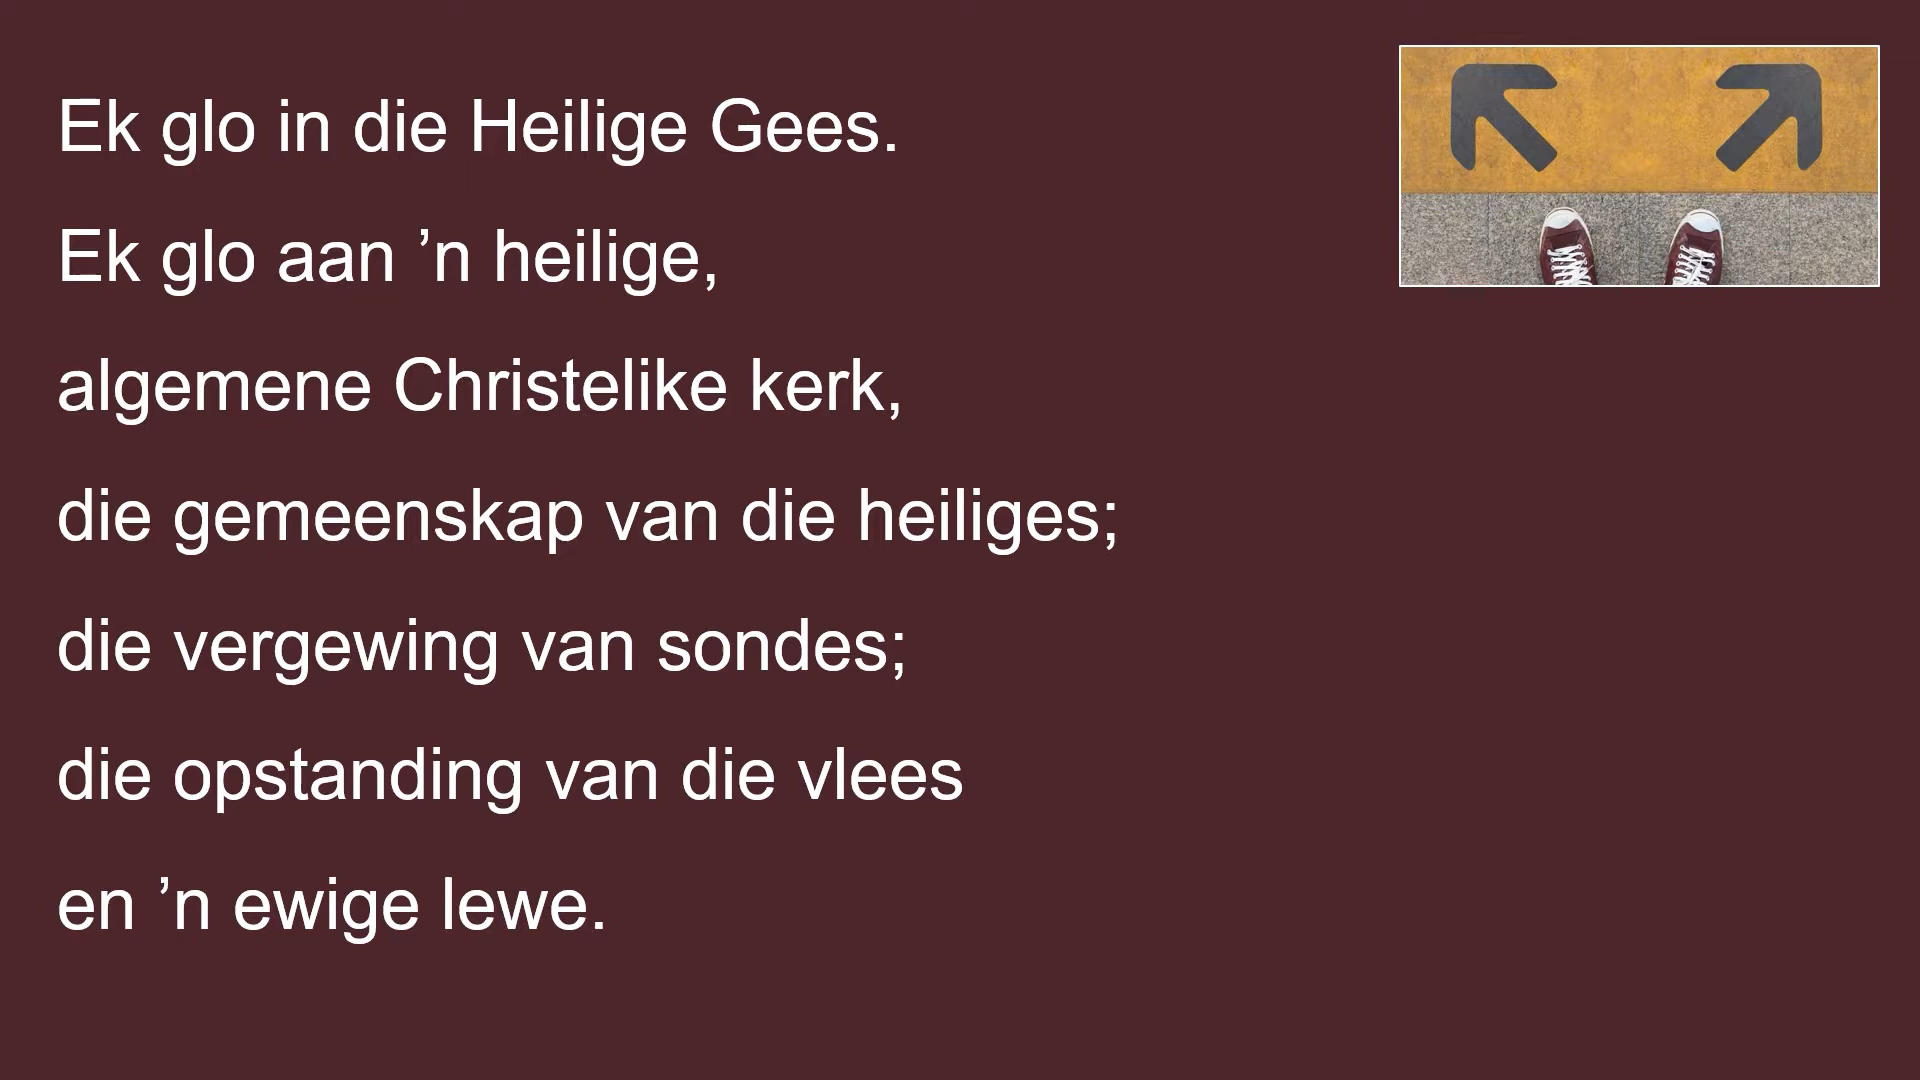 Ek glo in die Heilige Gees.
Ek glo aan ’n heilige,
algemene Christelike kerk,
die gemeenskap van die heiliges;
die vergewing van sondes;
die opstanding van die vlees
en ’n ewige lewe.